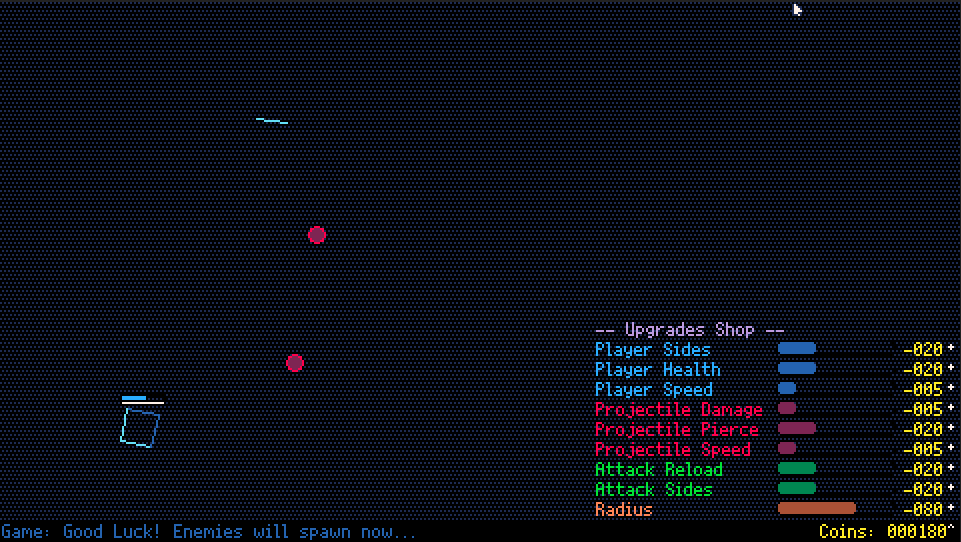 -- Upgrades Shop --
Player Sides -020+
Player Health -020+
Player Speed -005+
Projectile Damage -005+
Projectile Pierce -020+
Projectile Speed -005+
Attack Reload -020+
Attack Sides -020+
Radius -080+
Game: Good Luck! Enemies will spawn now... Coins: 000180^